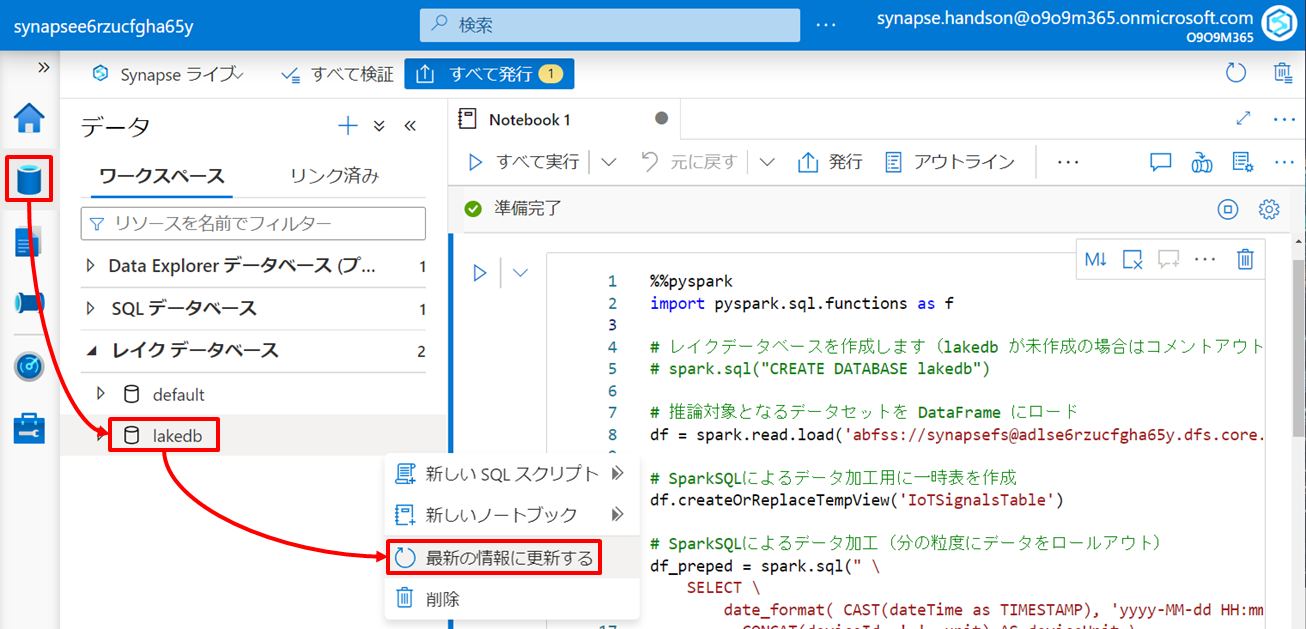 synapsee6rzucfgha65y
検索
synapse.handson@o9o9m365.onmicrosoft.com
O9O9M365
Synapse ライブ
すべて検証
すべて発行 1
データ
ワークスペース
リンク済み
リソースを名前でフィルター
Data Explorer データベース (プ... 1
SQL データベース 1
レイク データベース 2
default
lakedb
新しい SQL スクリプト
新しいノートブック
最新の情報に更新する
削除
Notebook 1
すべて実行
元に戻す
発行
アウトライン
準備完了
M↓
1 %%pyspark
2 import pyspark.sql.functions as f
3
4 # レイクデータベースを作成します（lakedb が未作成の場合はコメントアウト
5 # spark.sql("CREATE DATABASE lakedb")
6
7 # 推論対象となるデータセットを DataFrame にロード
8 df = spark.read.load('abfss://synapsefs@adlse6rzucfgha65y.dfs.core.
# SparkSQLによるデータ加工用に一時表を作成
df.createOrReplaceTempView('IoTSignalsTable')
# SparkSQLによるデータ加工（分の粒度にデータをロールアウト）
df_preped = spark.sql(" \
SELECT \
date_format( CAST(dateTime as TIMESTAMP), 'yyyy-MM-dd HH:mm